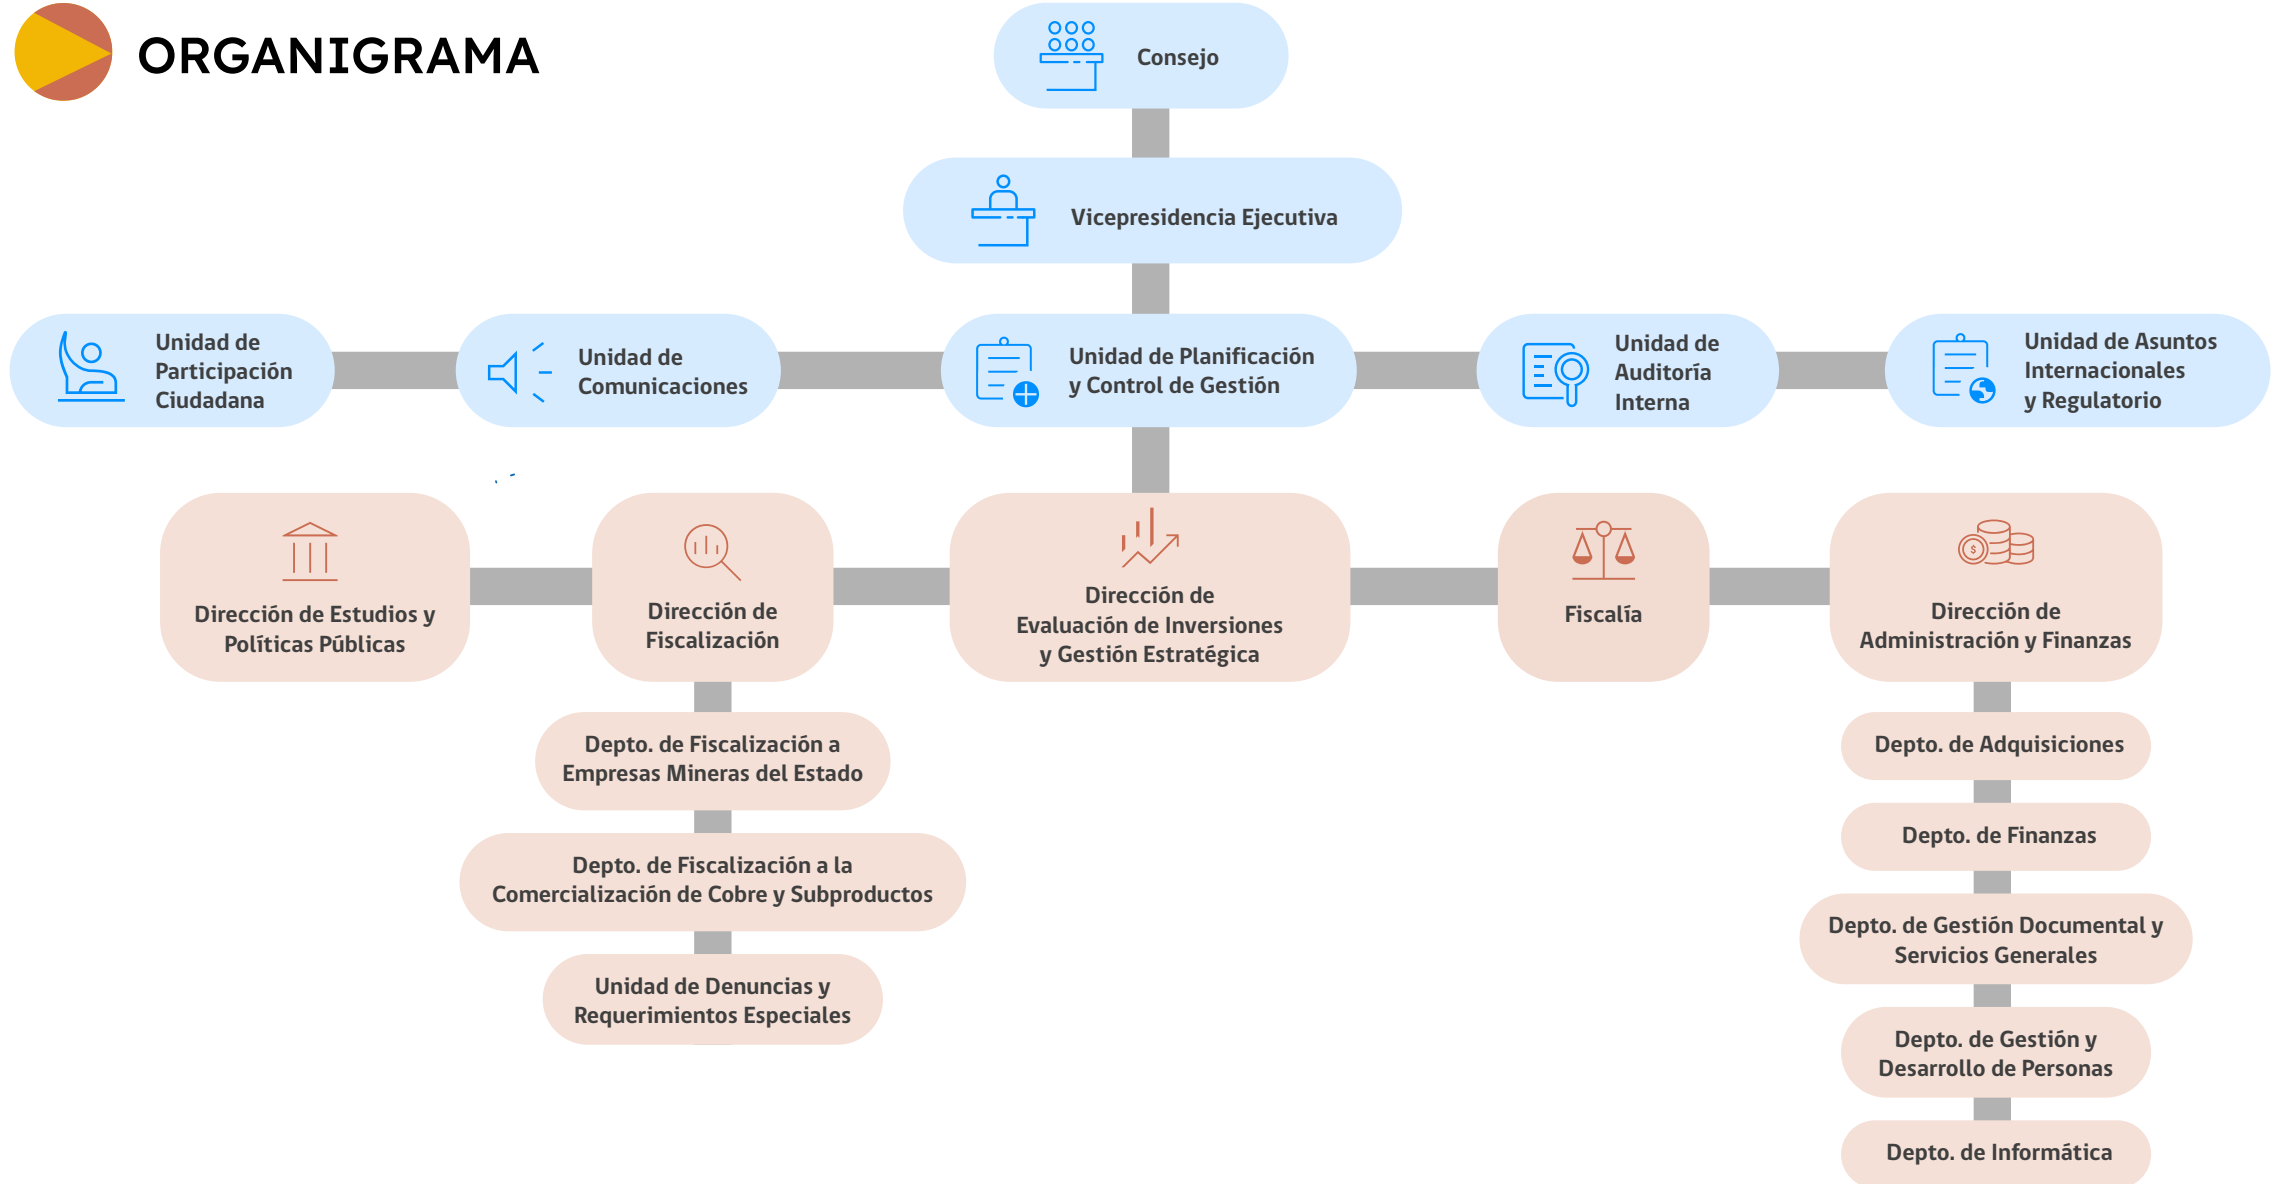 ORGANIGRAMA
Consejo
Vicepresidencia Ejecutiva
Unidad de
Participación
Ciudadana
Unidad de
Comunicaciones
Unidad de Planificación
y Control de Gestión
Unidad de
Auditoría
Interna
Unidad de Asuntos
Internacionales
y Regulatorio
Dirección de Estudios y
Políticas Públicas
Dirección de
Fiscalización
Dirección de
Evaluación de Inversiones
y Gestión Estratégica
Fiscalía
$
Dirección de
Administración y Finanzas
Depto. de Fiscalización a
Empresas Mineras del Estado
Depto. de Fiscalización a la
Comercialización de Cobre y Subproductos
Unidad de Denuncias y
Requerimientos Especiales
Depto. de Adquisiciones
Depto. de Finanzas
Depto. de Gestión Documental y
Servicios Generales
Depto. de Gestión y
Desarrollo de Personas
Depto. de Informática